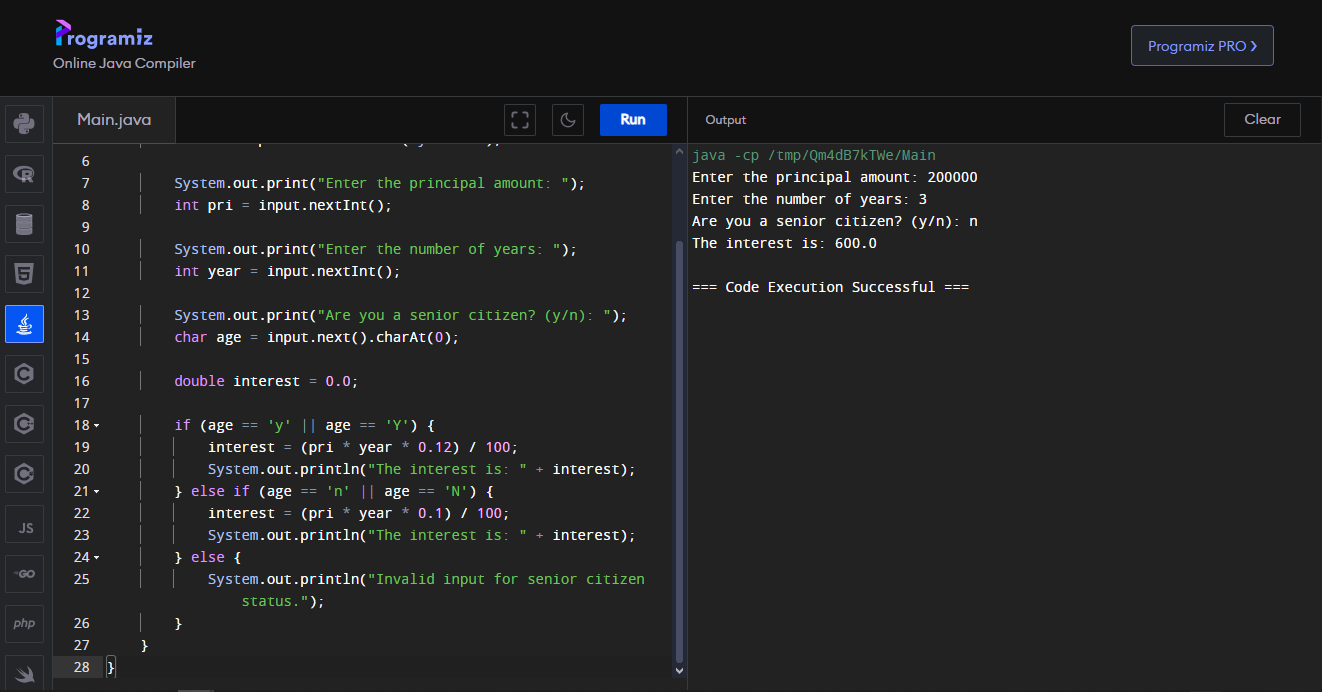 Programiz
Online Java Compiler
Programiz PRO ❯
Main.java
Run
Output
Clear
6
7 System.out.print("Enter the principal amount: ");
8 int pri = input.nextInt();
9
10 System.out.print("Enter the number of years: ");
11 int year = input.nextInt();
12
13 System.out.print("Are you a senior citizen? (y/n): ");
14 char age = input.next().charAt(0);
15
16 double interest = 0.0;
17
18 if (age == 'y' || age == 'Y') {
19 interest = (pri * year * 0.12) / 100;
20 System.out.println("The interest is: " + interest);
21 } else if (age == 'n' || age == 'N') {
22 interest = (pri * year * 0.1) / 100;
23 System.out.println("The interest is: " + interest);
24 } else {
25 System.out.println("Invalid input for senior citizen
status.");
26 }
27 }
28 }
java -cp /tmp/Qm4dB7kTWe/Main
Enter the principal amount: 200000
Enter the number of years: 3
Are you a senior citizen? (y/n): n
The interest is: 600.0
=== Code Execution Successful ===
R
5
C
C
C
JS
GO
php